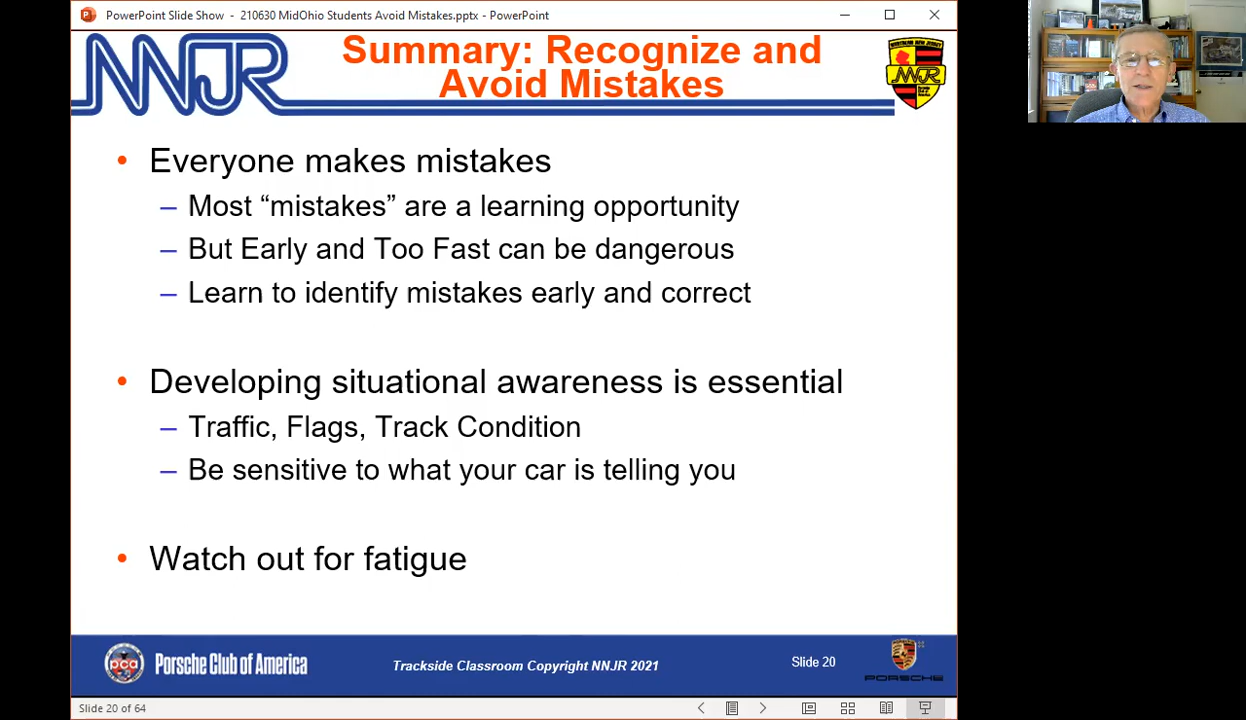 PowerPoint Slide Show - 210630 MidOhio Students Avoid Mistakes.pptx - PowerPoint
NNJR
Summary: Recognize and
Avoid Mistakes
NNJR
• Everyone makes mistakes
– Most “mistakes” are a learning opportunity
– But Early and Too Fast can be dangerous
– Learn to identify mistakes early and correct
• Developing situational awareness is essential
– Traffic, Flags, Track Condition
– Be sensitive to what your car is telling you
• Watch out for fatigue
pca
Porsche Club of America
Trackside Classroom Copyright NNJR 2021
Slide 20
PORSCHE
Slide 20 of 64